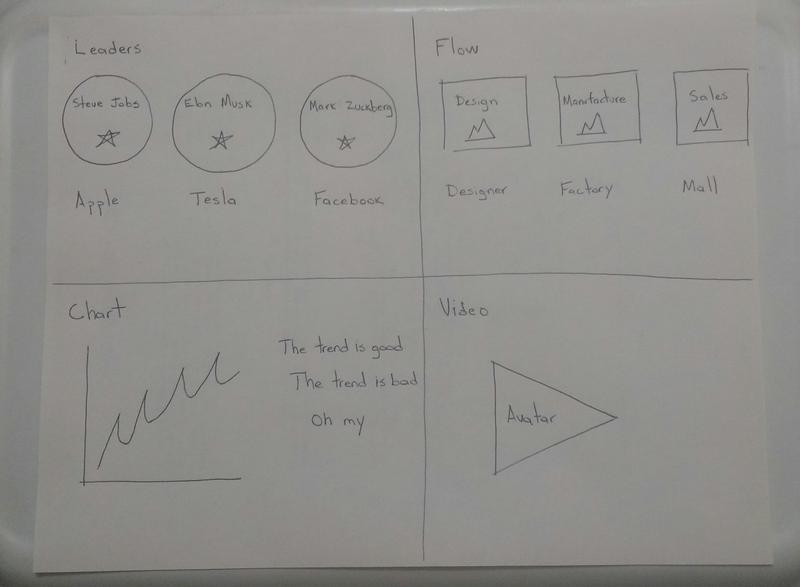 Leaders
Steve Jobs
Elon Musk
Mark Zuckberg
Apple
Tesla
Facebook
Flow
Design
Manifacture
Sales
Designer
Factory
Mall
Chart
The trend is good
The trend is bad
Oh my
Video
Avatar